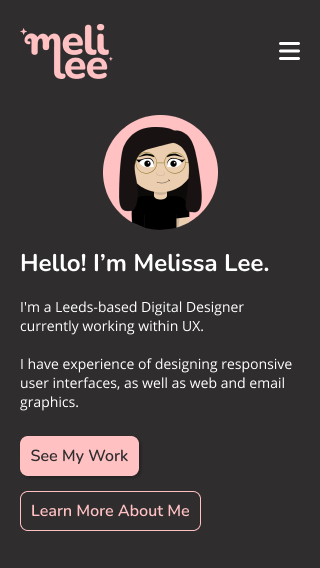 meli
lee
Hello! I’m Melissa Lee.
I'm a Leeds-based Digital Designer
currently working within UX.
I have experience of designing responsive
user interfaces, as well as web and email
graphics.
See My Work
Learn More About Me